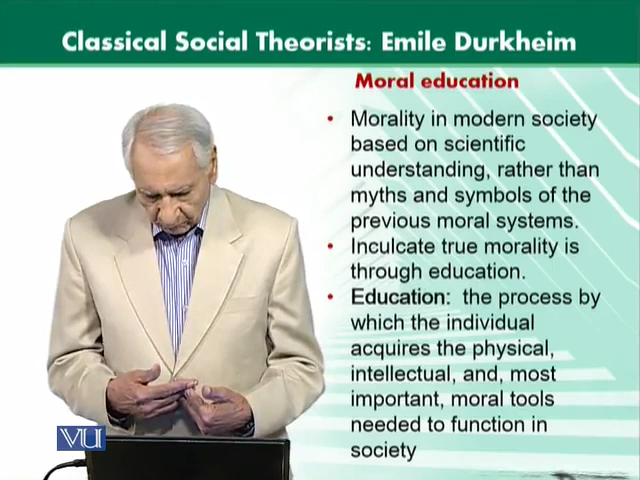 Classical Social Theorists: Emile Durkheim
Moral education
• Morality in modern society
based on scientific
understanding, rather than
myths and symbols of the
previous moral systems.
• Inculcate true morality is
through education.
• Education: the process by
which the individual
acquires the physical,
intellectual, and, most
important, moral tools
needed to function in
society
VU